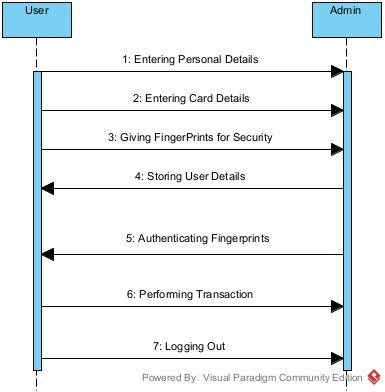 User
Admin
1: Entering Personal Details
2: Entering Card Details
3: Giving FingerPrints for Security
4: Storing User Details
5: Authenticating Fingerprints
6: Performing Transaction
7: Logging Out
Powered By Visual Paradigm Community Edition